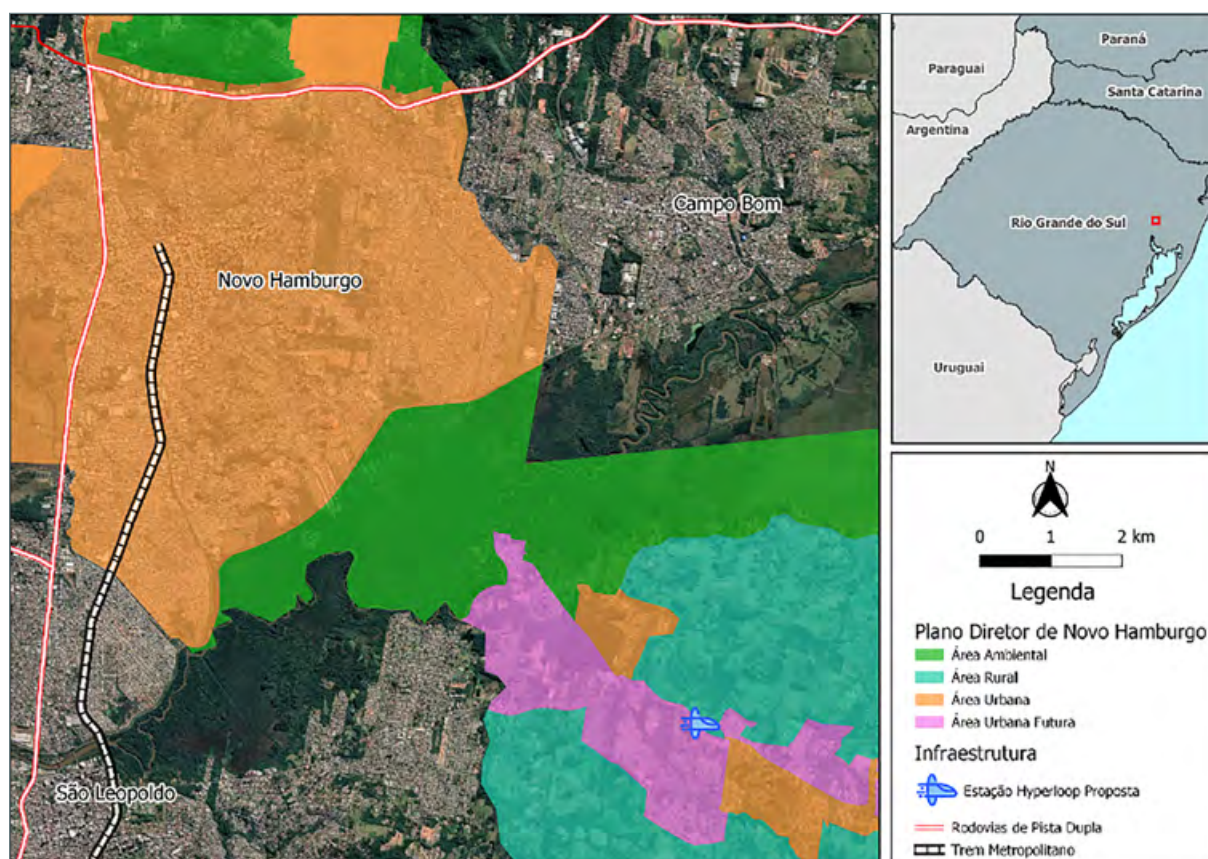 Novo Hamburgo
Campo Bom
São Leopoldo
Paraguai
Paraná
Santa Catarina
Argentina
Rio Grande do Sul
Uruguai
N
0 1 2 km
Legenda
Plano Diretor de Novo Hamburgo
Área Ambiental
Área Rural
Área Urbana
Área Urbana Futura
Infraestrutura
Estação Hyperloop Proposta
Rodovias de Pista Dupla
Trem Metropolitano